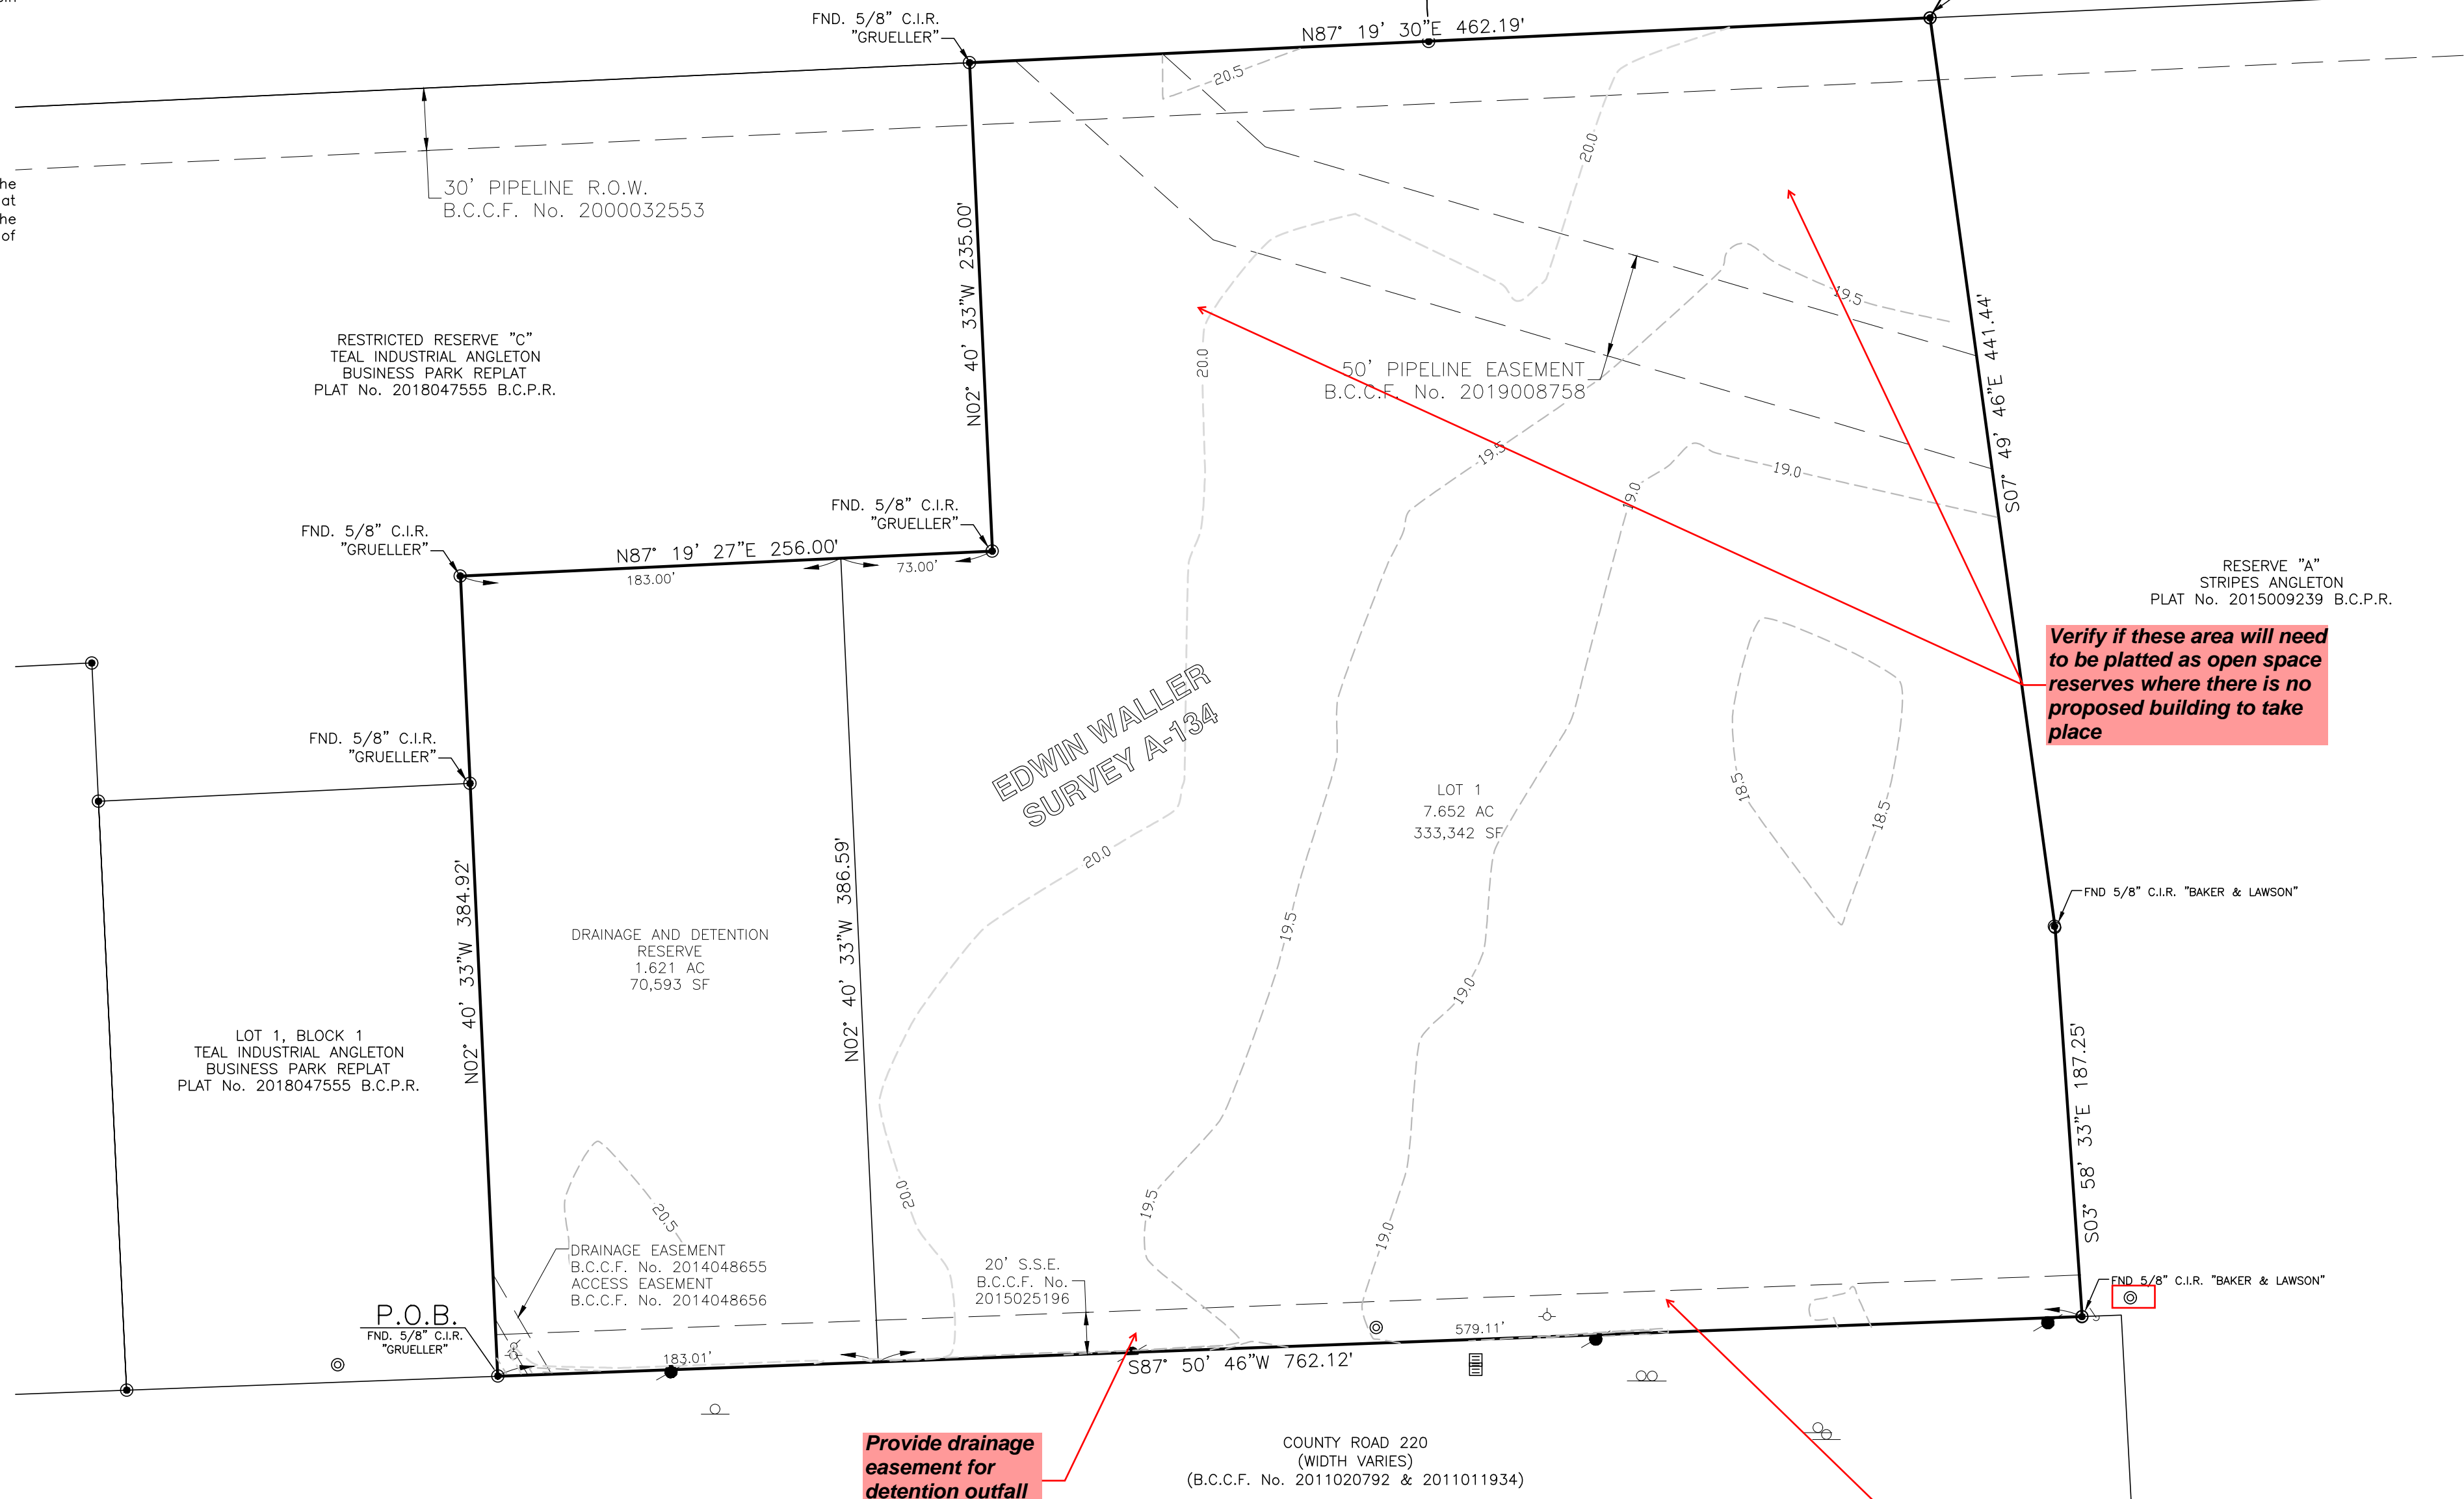 he
at
he
of
FND. 5/8" C.I.R.
"GRUELLER"
N87° 19' 30"E 462.19'
20.5
20.0
30' PIPELINE R.O.W.
B.C.C.F. No. 2000032553
N02° 40' 33"W 235.00'
RESTRICTED RESERVE "C"
TEAL INDUSTRIAL ANGLETON
BUSINESS PARK REPLAT
PLAT No. 2018047555 B.C.P.R.
20.0
50' PIPELINE EASEMENT
B.C.C.F. No. 2019008758
19.5
S07° 49' 46"E 441.44'
19.5
19.0
19.0
FND. 5/8" C.I.R.
"GRUELLER"
FND. 5/8" C.I.R.
"GRUELLER"
N87° 19' 27"E 256.00'
183.00'
73.00'
RESERVE "A"
STRIPES ANGLETON
PLAT No. 2015009239 B.C.P.R.
Verify if these area will need
to be platted as open space
reserves where there is no
proposed building to take
place
EDWIN WALLER
SURVEY A-134
FND. 5/8" C.I.R.
"GRUELLER"
LOT 1
7.652 AC
333,342 SF
18.5
18.5
20.0
N02° 40' 33"W 384.92'
N02° 40' 33"W 386.59'
FND 5/8" C.I.R. "BAKER & LAWSON"
DRAINAGE AND DETENTION
RESERVE
1.621 AC
70,593 SF
19.5
19.0
LOT 1, BLOCK 1
TEAL INDUSTRIAL ANGLETON
BUSINESS PARK REPLAT
PLAT No. 2018047555 B.C.P.R.
S03° 58' 33"E 187.25'
20.5
20.0
19.5
19.0
DRAINAGE EASEMENT
B.C.C.F. No. 2014048655
ACCESS EASEMENT
B.C.C.F. No. 2014048656
20' S.S.E.
B.C.C.F. No.
2015025196
FND 5/8" C.I.R. "BAKER & LAWSON"
P.O.B.
FND. 5/8" C.I.R.
"GRUELLER"
183.01'
579.11'
S87° 50' 46"W 762.12'
Provide drainage
easement for
detention outfall
COUNTY ROAD 220
(WIDTH VARIES)
(B.C.C.F. No. 2011020792 & 2011011934)